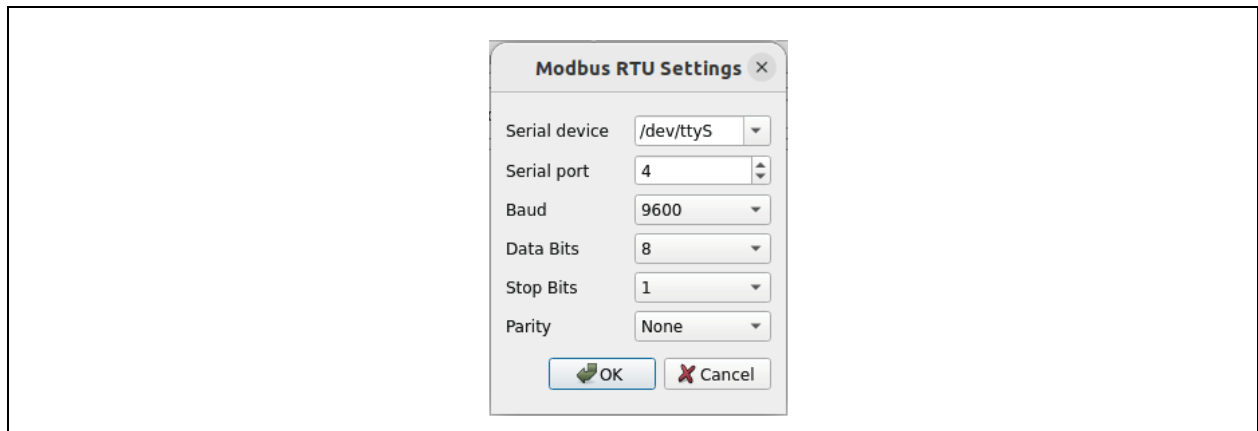 Modbus RTU Settings
Serial device /dev/ttyS
Serial port 4
Baud 9600
Data Bits 8
Stop Bits 1
Parity None
OK Cancel